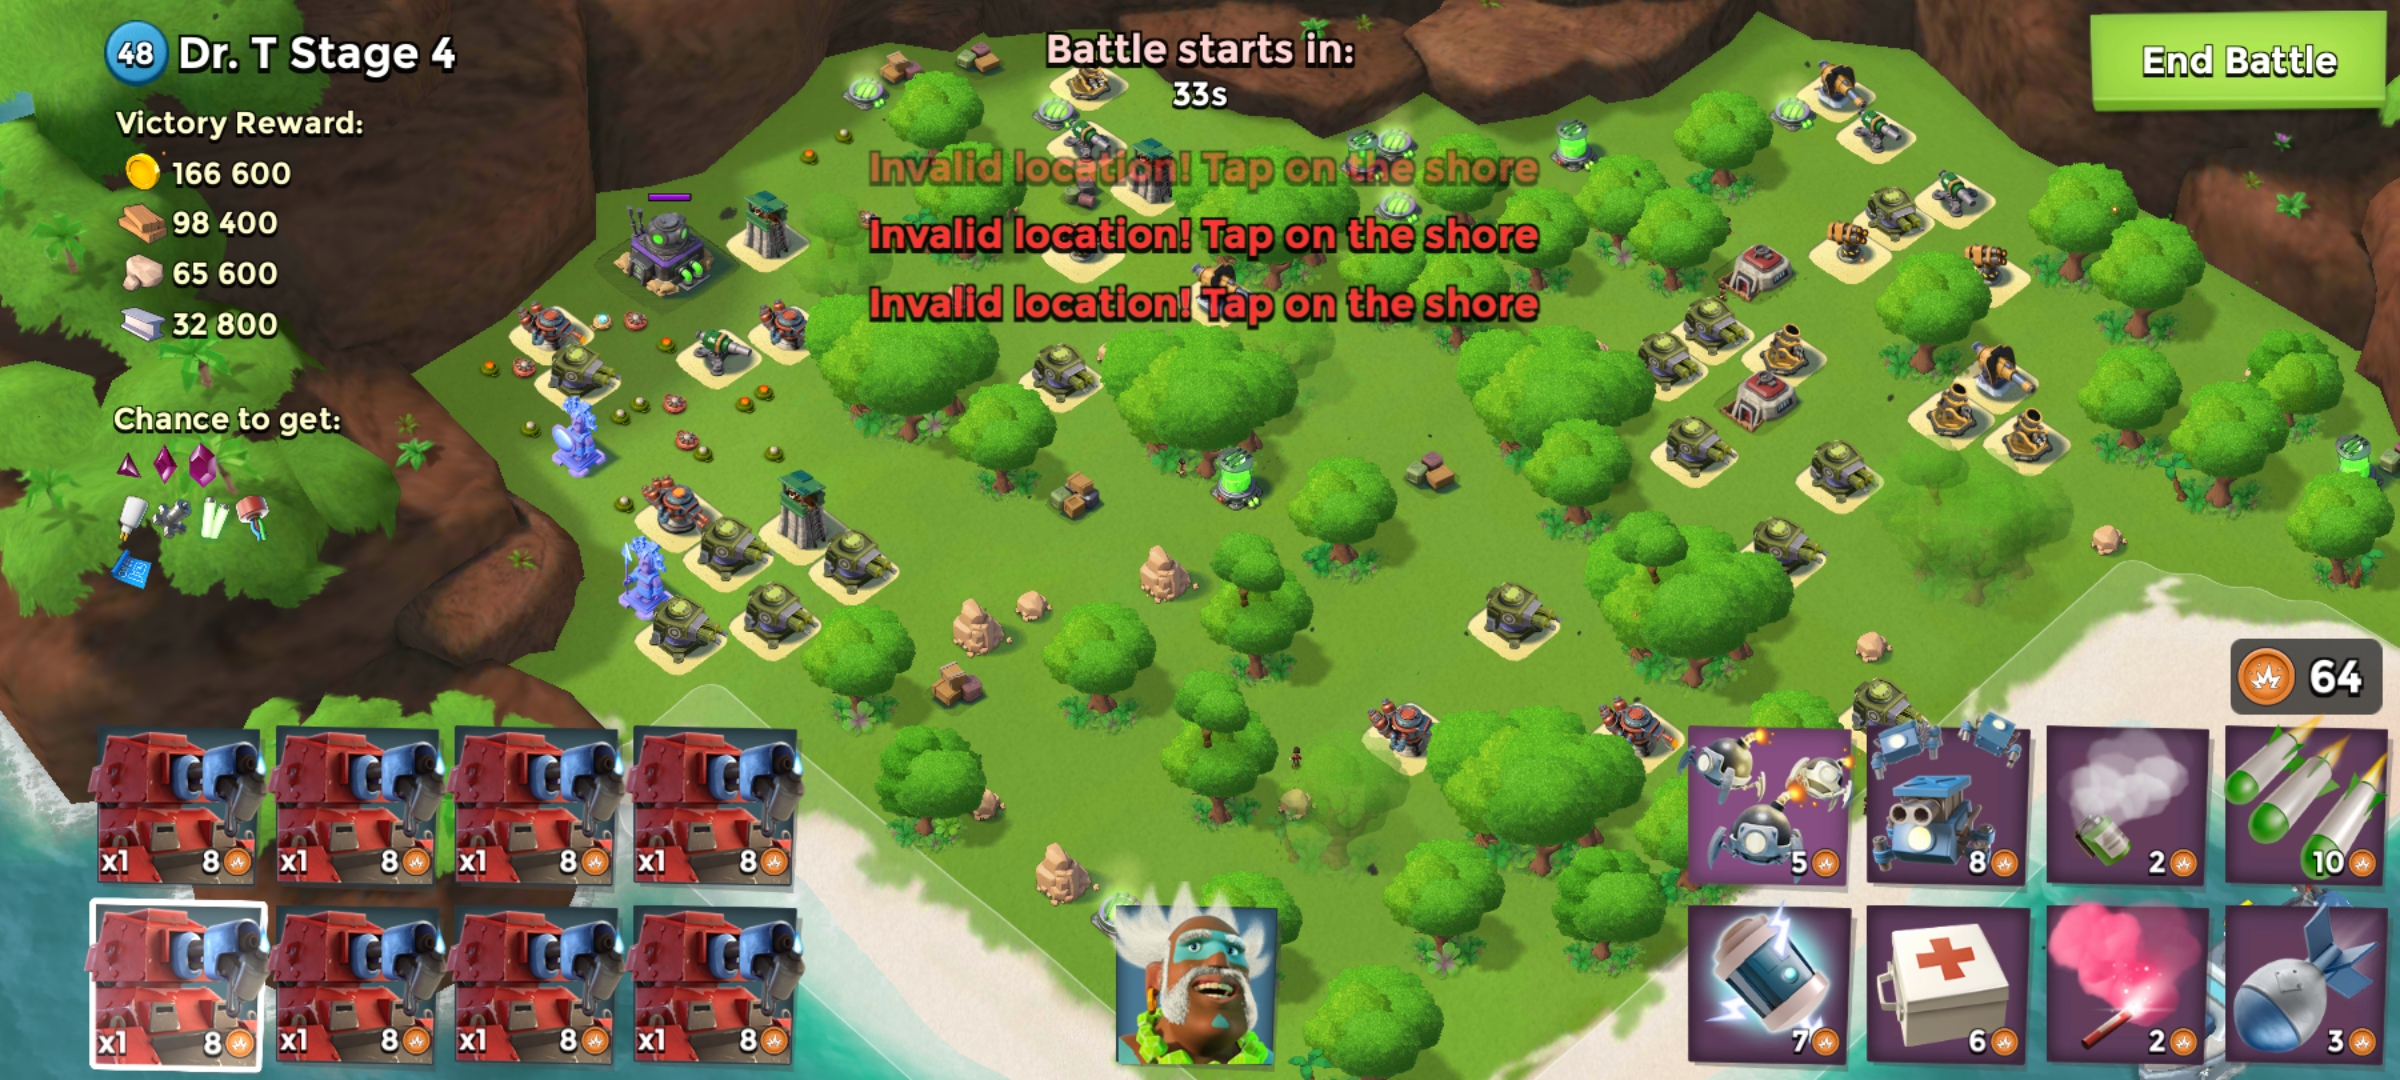 48 Dr. T Stage 4
Battle starts in:
33s
End Battle
Victory Reward:
166 600
98 400
65 600
32 800
Invalid location! Tap on the shore
Invalid location! Tap on the shore
Invalid location! Tap on the shore
Chance to get:
64
x1 8
x1 8
x1 8
x1 8
5
8
2
10
x1 8
x1 8
x1 8
x1 8
7
6
2
3